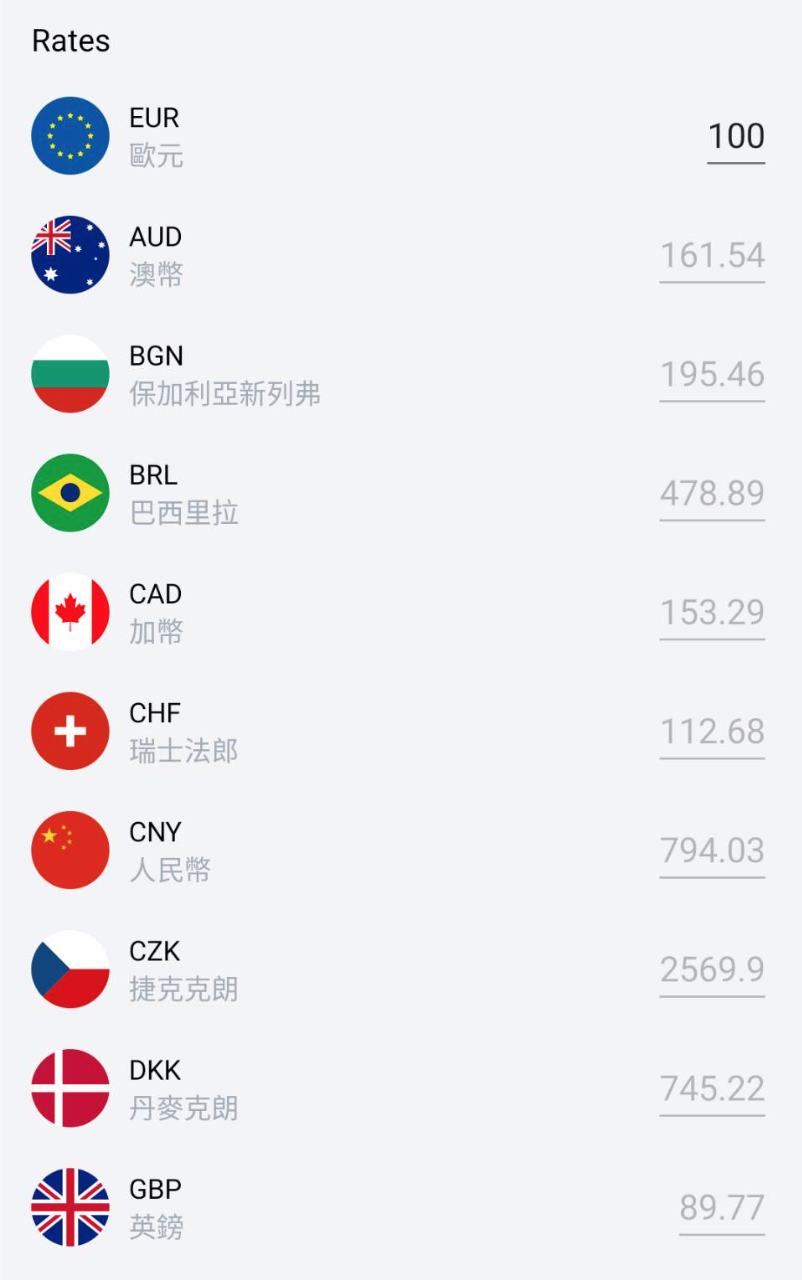 Rates
EUR
歐元
100
AUD
澳幣
161.54
BGN
保加利亞新列弗
195.46
BRL
巴西里拉
478.89
CAD
加幣
153.29
CHF
瑞士法郎
112.68
CNY
人民幣
794.03
CZK
捷克克朗
2569.9
DKK
丹麥克朗
745.22
GBP
英鎊
89.77